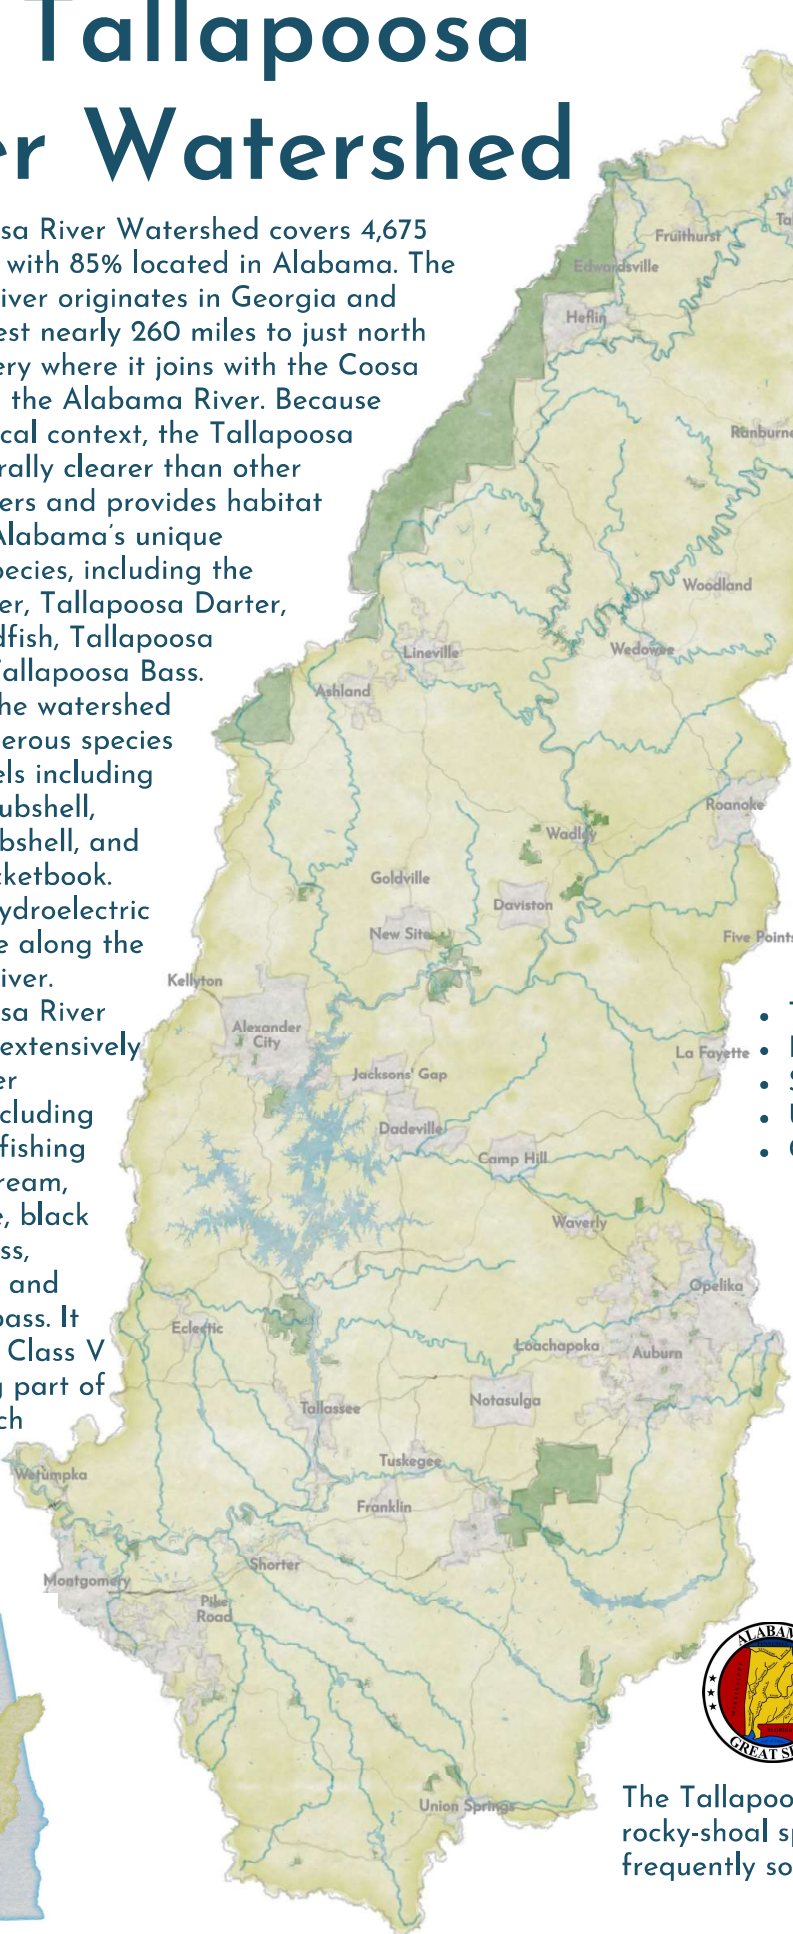 Tallapoosa
er Watershed
sa River Watershed covers 4,675
with 85% located in Alabama. The
iver originates in Georgia and
est nearly 260 miles to just north
ery where it joins with the Coosa
the Alabama River. Because
cal context, the Tallapoosa
rally clearer than other
ers and provides habitat
Alabama's unique
pecies, including the
er, Tallapoosa Darter,
dfish, Tallapoosa
Tallapoosa Bass.
he watershed
erous species
els including
ubshell,
bshell, and
cketbook.
ydroelectric
e along the
iver.
sa River
extensively
er
cluding
fishing
ream,
e, black
ss,
and
bass. It
Class V
g part of
ch
Fruithurst
Edwardsville
Heflin
Ranburne
Woodland
Wedowee
Lineville
Ashland
Roanoke
Wadley
Goldville
Daviston
New Site
Five Points
Kellyton
Alexander
City
La Fayette
Jacksons' Gap
Dadeville
Camp Hill
Waverly
Opelika
Eclectic
Loachapoka
Auburn
Notasulga
Tallassee
Tuskegee
Wetumpka
Franklin
Shorter
Montgomery
Pike
Road
Union Springs
ALABAM
GREAT SE
The Tallapoo
rocky-shoal sp
frequently so